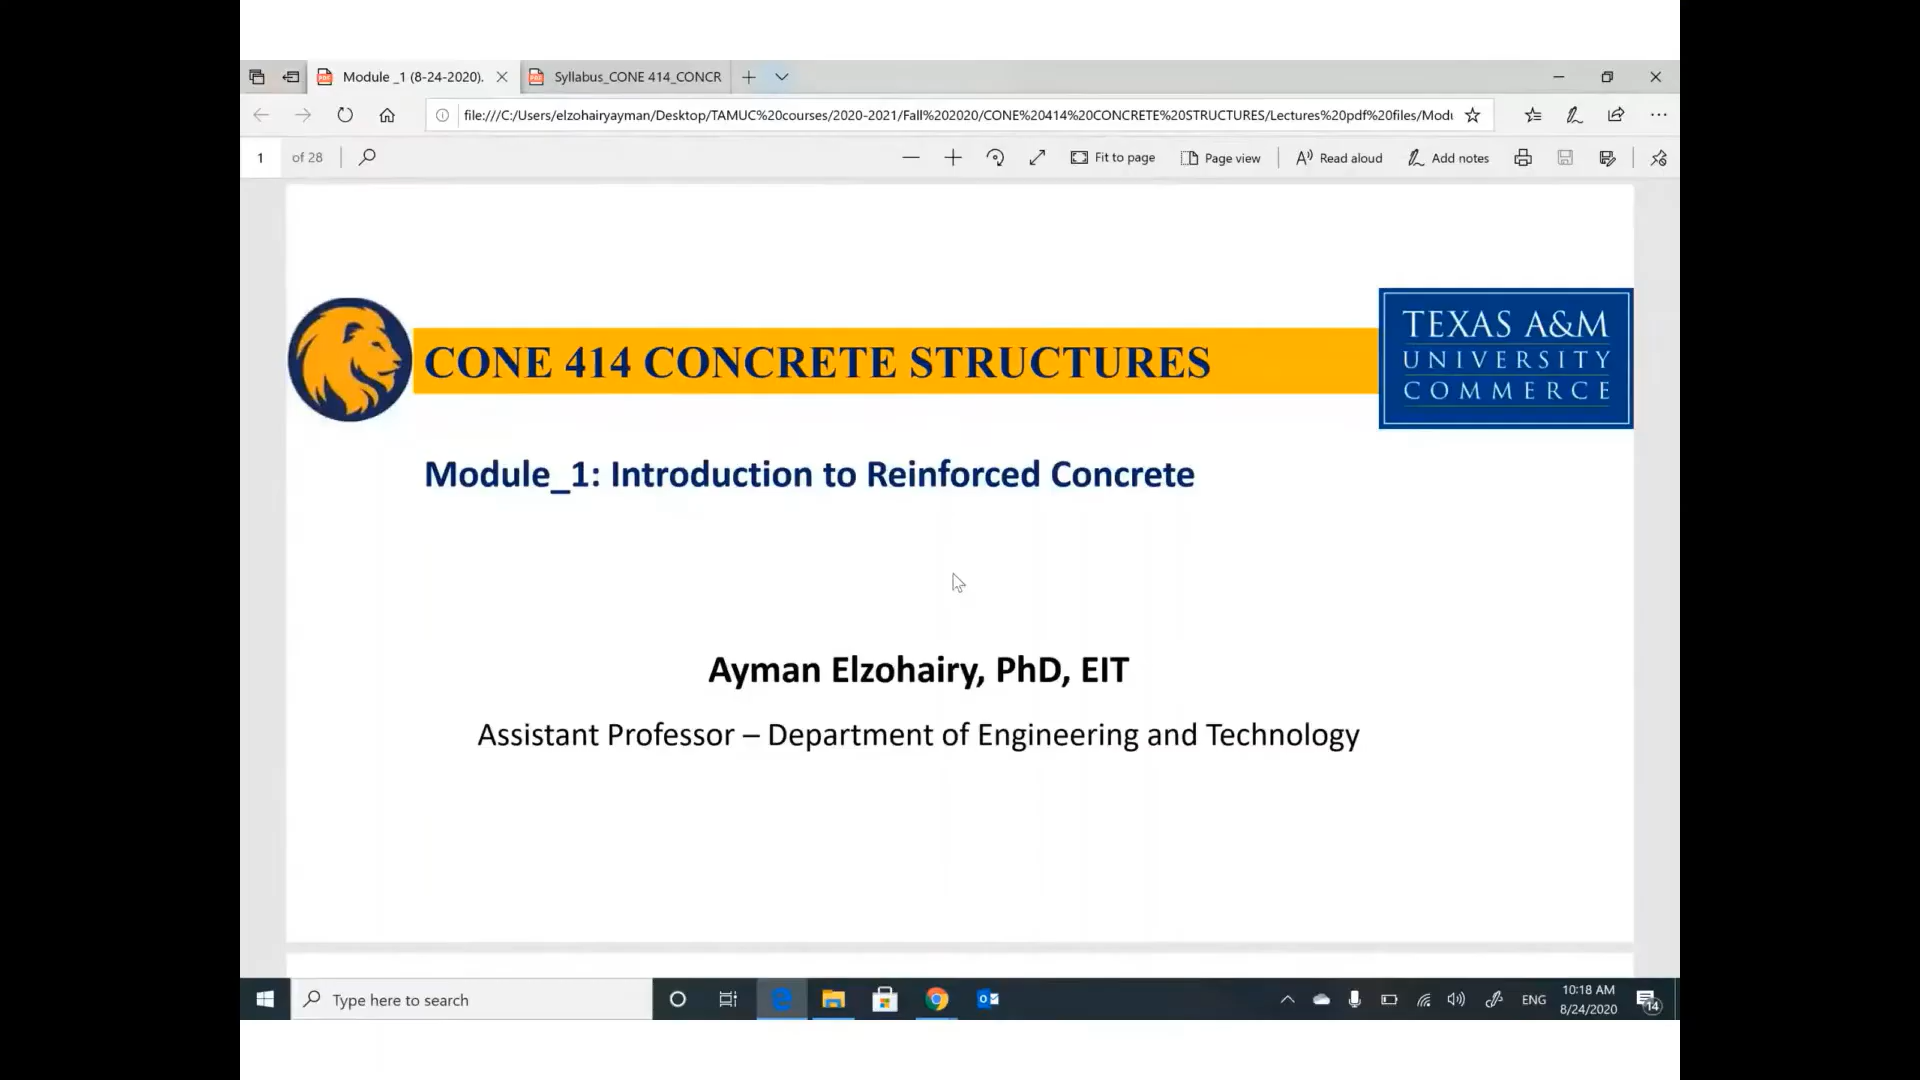 Module _1 (8-24-2020).
Syllabus_CONE 414_CONCR
file:///C:/Users/elzohairyayman/Desktop/TAMUC%20courses/2020-2021/Fall%202020/CONE%20414%20CONCRETE%20STRUCTURES/Lectures%20pdf%20files/Modu
1 of 28
Fit to page
Page view
Read aloud
Add notes
CONE 414 CONCRETE STRUCTURES
TEXAS A&M
UNIVERSITY
COMMERCE
Module_1: Introduction to Reinforced Concrete
Ayman Elzohairy, PhD, EIT
Assistant Professor – Department of Engineering and Technology
Type here to search
ENG
10:18 AM
8/24/2020
14